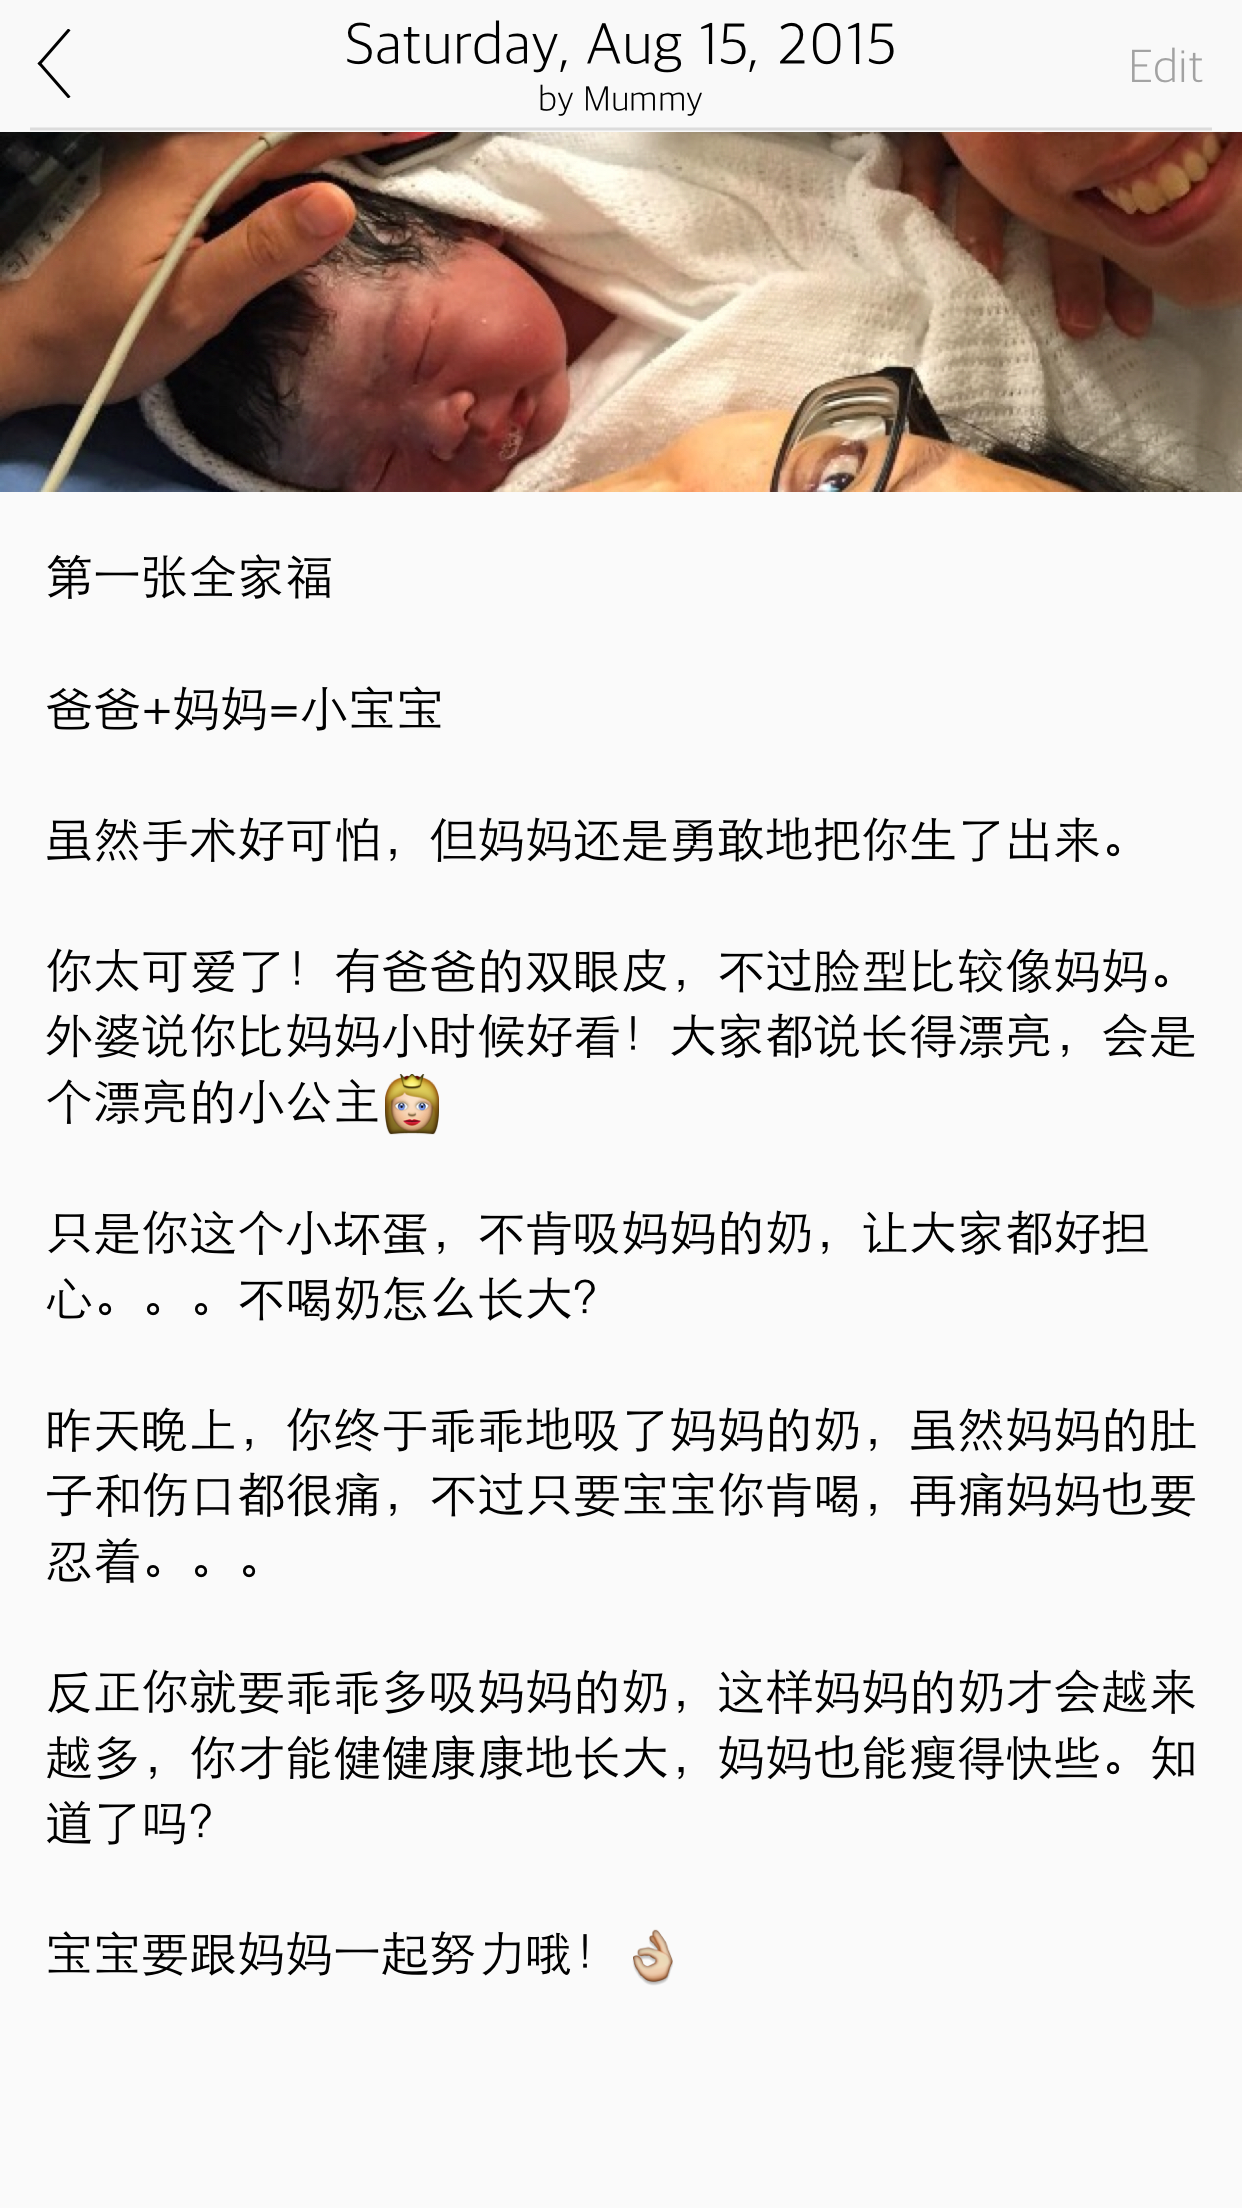 Saturday, Aug 15, 2015
Edit
by Mummy
第一张全家福
爸爸+妈妈=小宝宝
虽然手术好可怕，但妈妈还是勇敢地把你生了出来。
你太可爱了！有爸爸的双眼皮，不过脸型比较像妈妈。
外婆说你比妈妈小时候好看！大家都说长得漂亮，会是
个漂亮的小公主👸
只是你这个小坏蛋，不肯吸妈妈的奶，让大家都好担
心。。。不喝奶怎么长大？
昨天晚上，你终于乖乖地吸了妈妈的奶，虽然妈妈的肚
子和伤口都很痛，不过只要宝宝你肯喝，再痛妈妈也要
忍着。。。
反正你就要乖乖多吸妈妈的奶，这样妈妈的奶才会越来
越多，你才能健健康康地长大，妈妈也能瘦得快些。知
道了吗？
宝宝要跟妈妈一起努力哦！👌